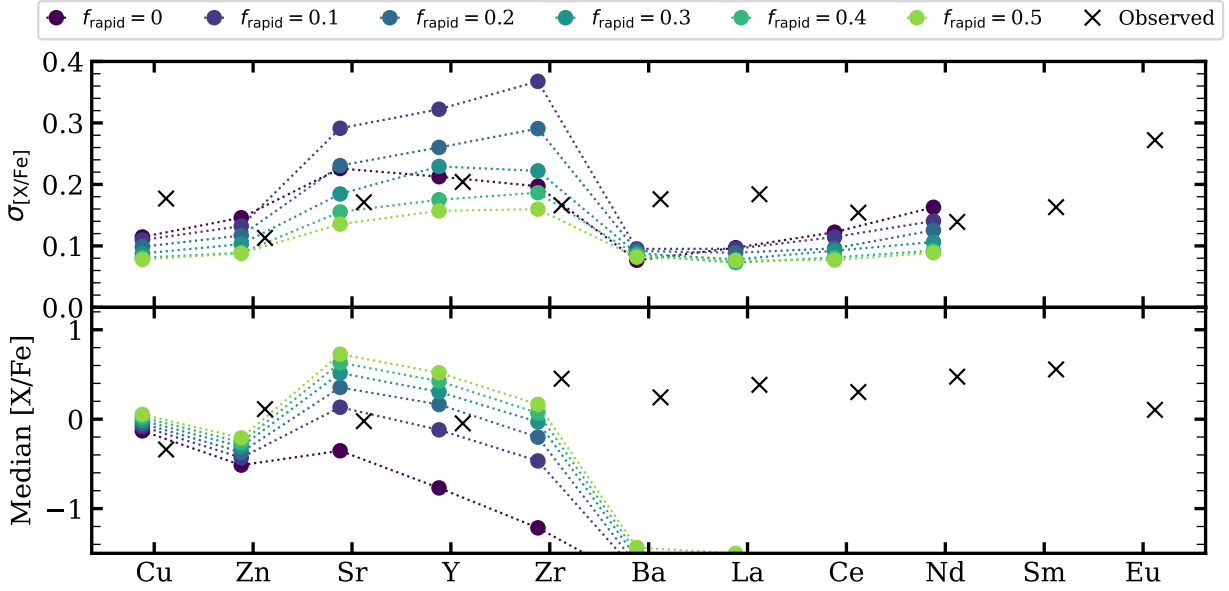 f_rapid = 0 f_rapid = 0.1 f_rapid = 0.2 f_rapid = 0.3 f_rapid = 0.4 f_rapid = 0.5 Observed
σ[X/Fe]
0.4
0.3
0.2
0.1
0.0
Median [X/Fe]
1
0
−1
Cu Zn Sr Y Zr Ba La Ce Nd Sm Eu